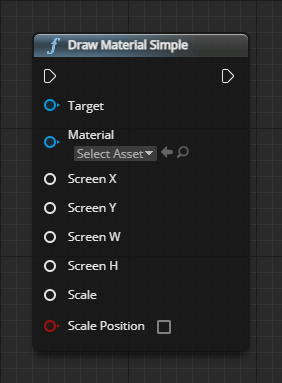 f Draw Material Simple
Target
Material
Select Asset
Screen X
Screen Y
Screen W
Screen H
Scale
Scale Position